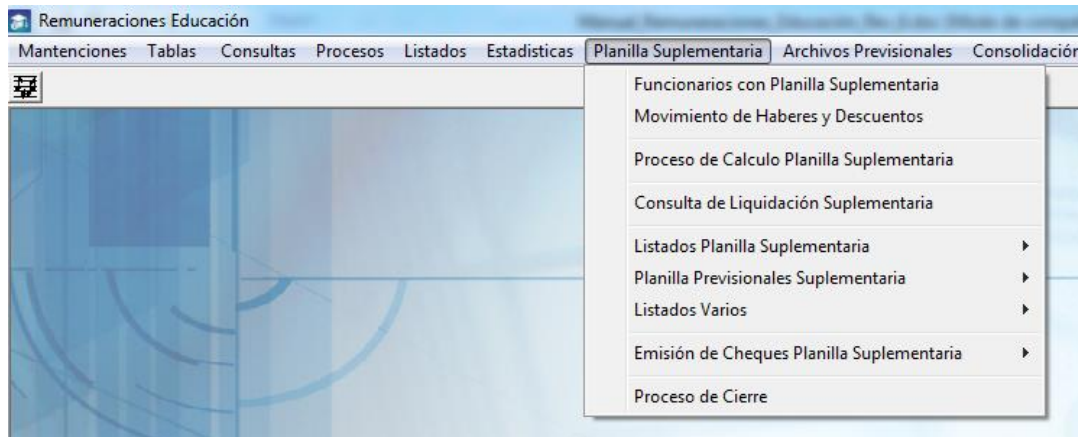 Remuneraciones Educación
Mantenciones Tablas Consultas Procesos Listados Estadisticas Planilla Suplementaria Archivos Previsionales Consolidación
Funcionarios con Planilla Suplementaria
Movimiento de Haberes y Descuentos
Proceso de Calculo Planilla Suplementaria
Consulta de Liquidación Suplementaria
Listados Planilla Suplementaria
Planilla Previsionales Suplementaria
Listados Varios
Emisión de Cheques Planilla Suplementaria
Proceso de Cierre